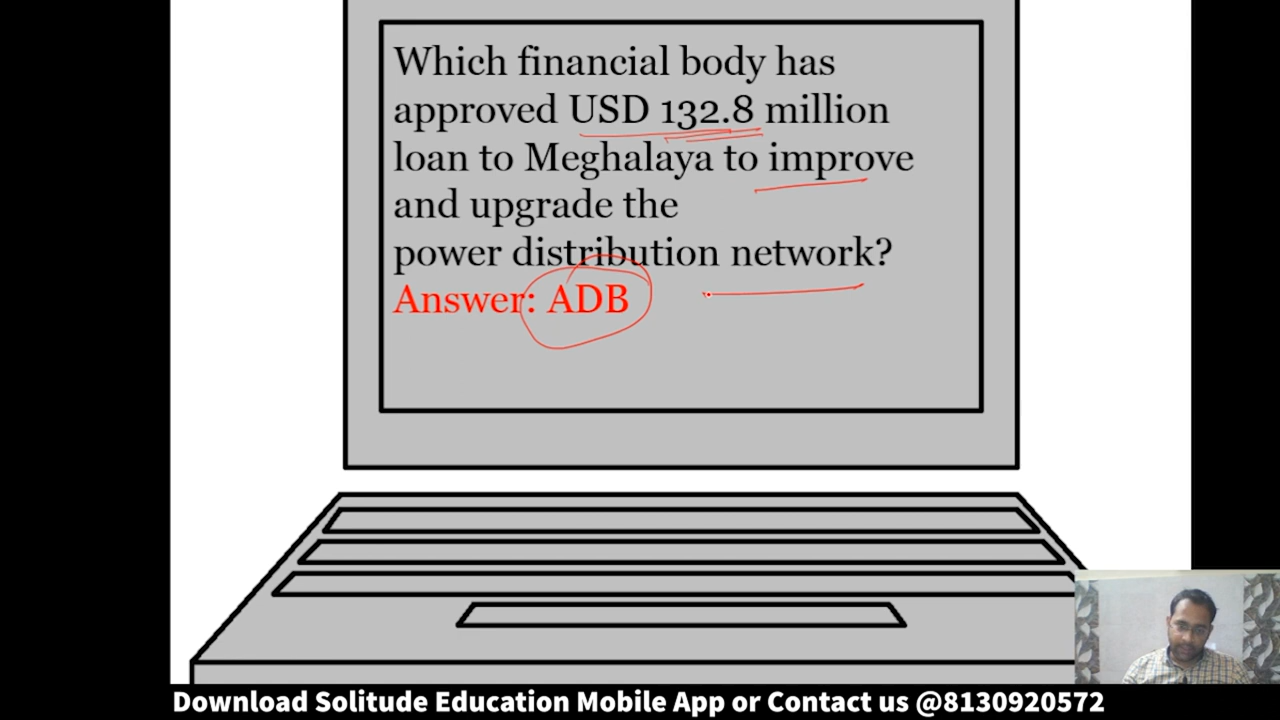 Which financial body has
approved USD 132.8 million
loan to Meghalaya to improve
and upgrade the
power distribution network?
Answer: ADB
Download Solitude Education Mobile App or Contact us @8130920572